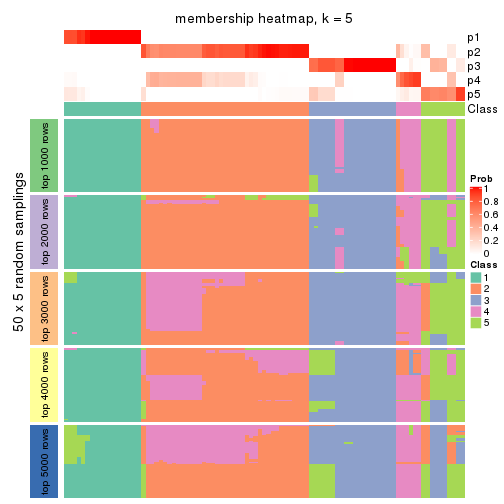 membership heatmap, k = 5
p1
p2
p3
p4
p5
Class
50 x 5 random samplings
top 1000 rows
top 2000 rows
top 3000 rows
top 4000 rows
top 5000 rows
Prob
1
0.8
0.6
0.4
0.2
0
Class
1
2
3
4
5